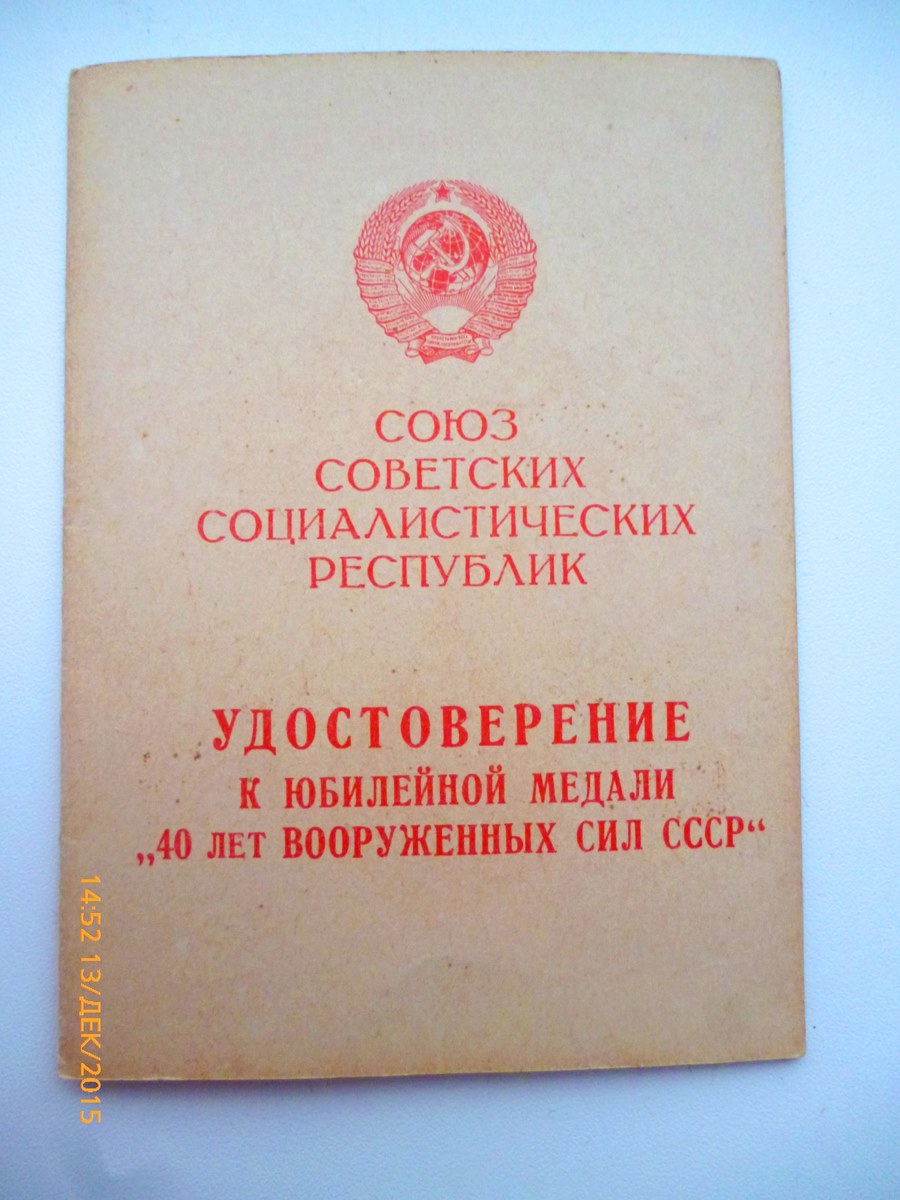 СОЮЗ
СОВЕТСКИХ
СОЦИАЛИСТИЧЕСКИХ
РЕСПУБЛИК
УДОСТОВЕРЕНИЕ
К ЮБИЛЕЙНОЙ МЕДАЛИ
„40 ЛЕТ ВООРУЖЕННЫХ СИЛ СССР“
14:52 13/ДЕК/2015